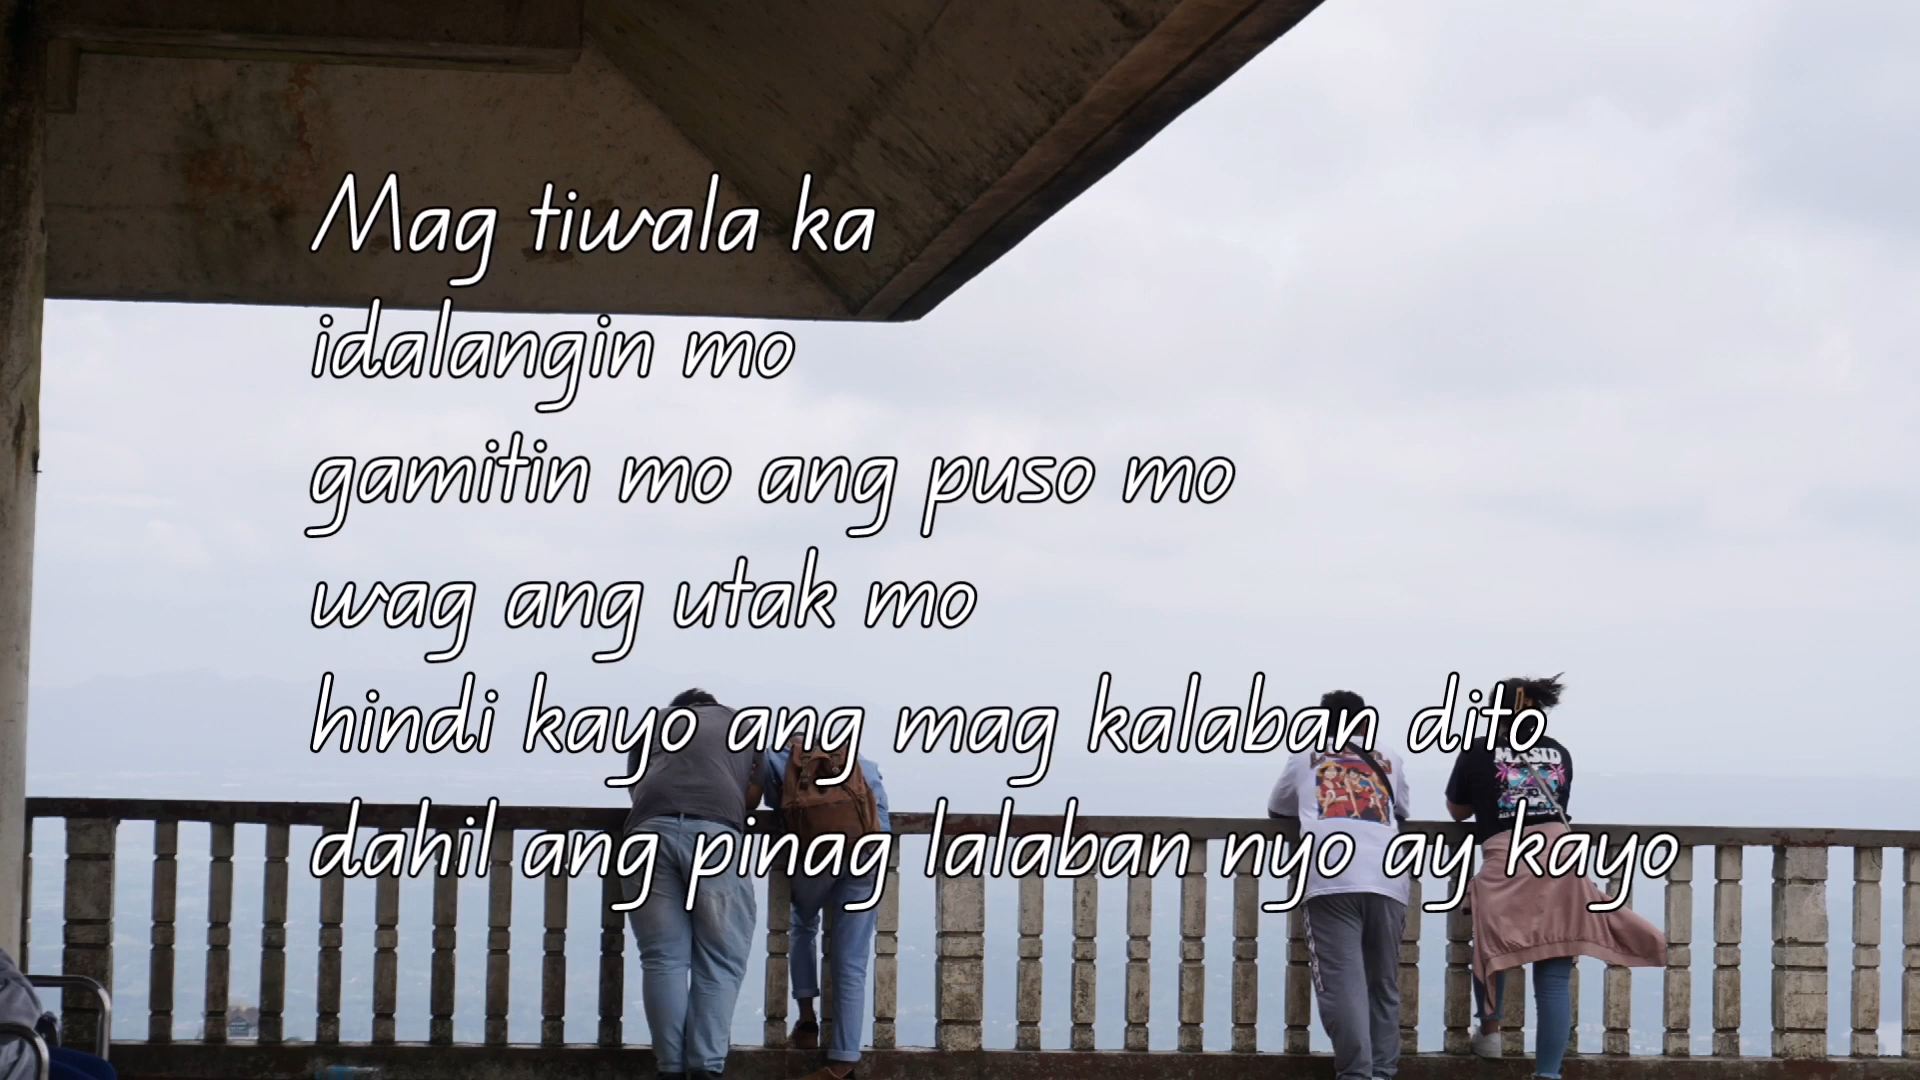 Mag tiwala ka
idalangin mo
gamitin mo ang puso mo
wag ang utak mo
hindi kayo ang mag kalaban dito
dahil ang pinag lalaban nyo ay kayo
MASID